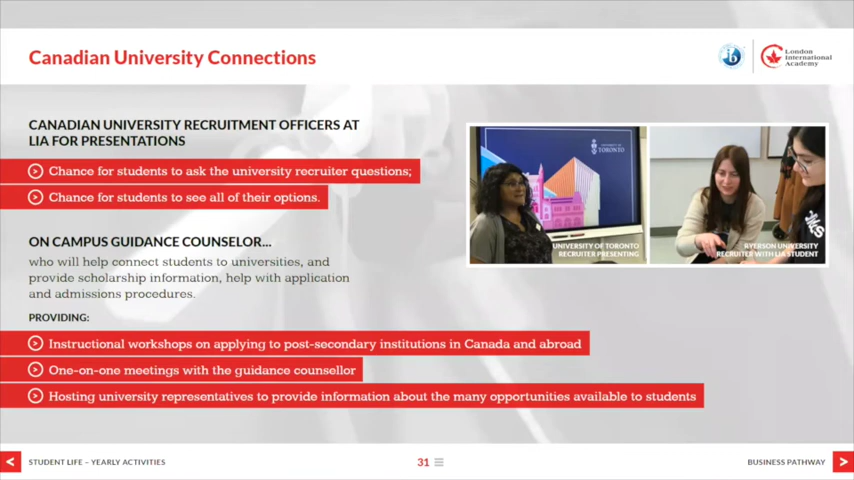 Canadian University Connections
London
International
Academy
CANADIAN UNIVERSITY RECRUITMENT OFFICERS AT
LIA FOR PRESENTATIONS
Chance for students to ask the university recruiter questions;
Chance for students to see all of their options.
UNIVERSITY OF
TORONTO
UNIVERSITY OF TORONTO
RECRUITER PRESENTING
RYERSON UNIVERSITY
RECRUITER WITH LIA STUDENT
ON CAMPUS GUIDANCE COUNSELOR...
who will help connect students to universities, and
provide scholarship information, help with application
and admissions procedures.
PROVIDING:
Instructional workshops on applying to post-secondary institutions in Canada and abroad
One-on-one meetings with the guidance counsellor
Hosting university representatives to provide information about the many opportunities available to students
STUDENT LIFE – YEARLY ACTIVITIES
31
BUSINESS PATHWAY